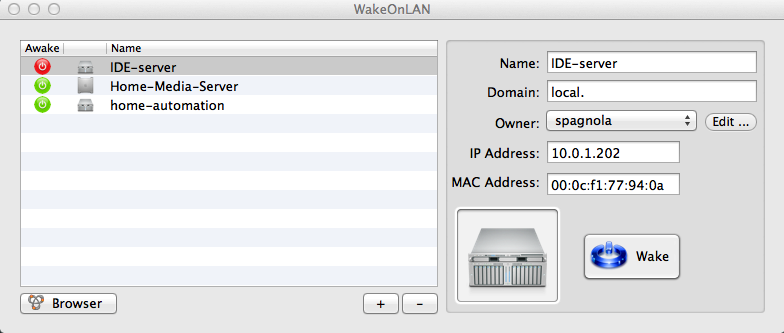 WakeOnLAN
Awake Name
IDE-server
Home-Media-Server
home-automation
Browser
+ -
Name: IDE-server
Domain: local.
Owner: spagnola Edit ...
IP Address: 10.0.1.202
MAC Address: 00:0c:f1:77:94:0a
Wake